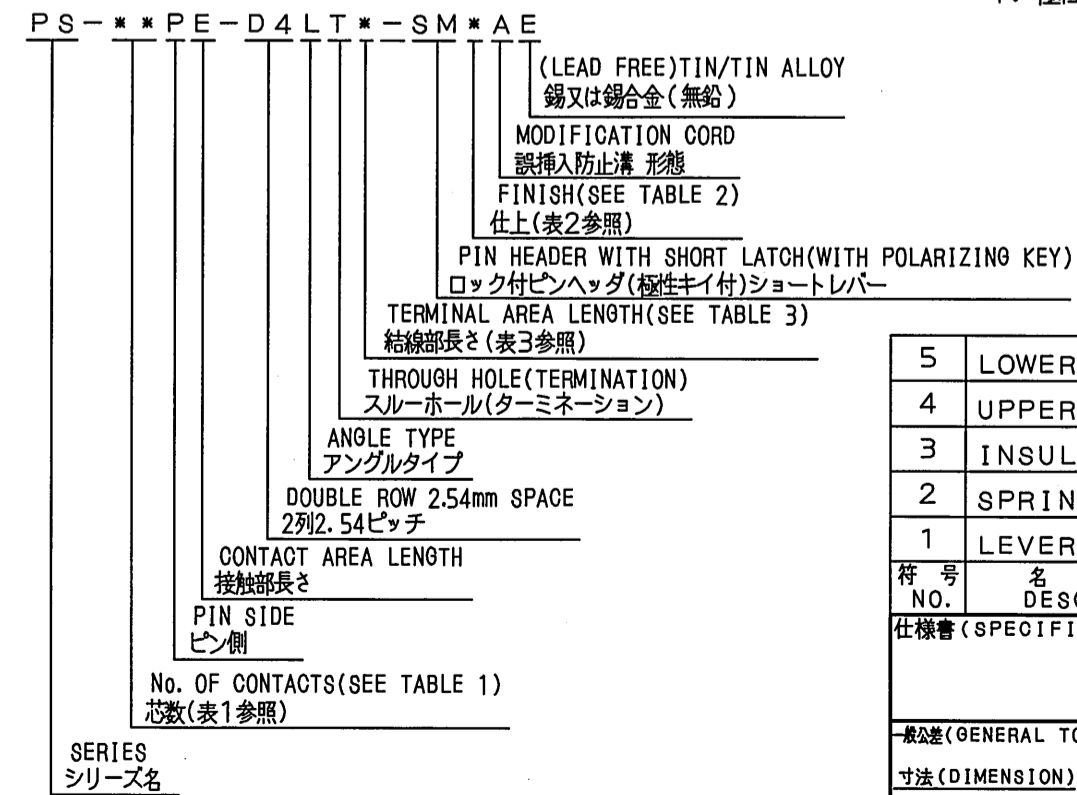 PS-**PE-D4LT*-SM*AE
(LEAD FREE)TIN/TIN ALLOY
錫又は錫合金(無鉛)
MODIFICATION CORD
誤挿入防止溝 形態
FINISH(SEE TABLE 2)
仕上(表2参照)
PIN HEADER WITH SHORT LATCH(WITH POLARIZING KEY)
ロック付ピンヘッダ(極性キイ付)ショートレバー
TERMINAL AREA LENGTH(SEE TABLE 3)
結線部長さ(表3参照)
THROUGH HOLE(TERMINATION)
スルーホール(ターミネーション)
ANGLE TYPE
アングルタイプ
DOUBLE ROW 2.54mm SPACE
2列2.54ピッチ
CONTACT AREA LENGTH
接触部長さ
PIN SIDE
ピン側
No. OF CONTACTS(SEE TABLE 1)
芯数(表1参照)
SERIES
シリーズ名
5 LOWER
4 UPPER
3 INSUL
2 SPRIN
1 LEVER
符 号 名
NO. DES
仕様書(SPECIFI
一般公差(GENERAL TO
寸法(DIMENSION)